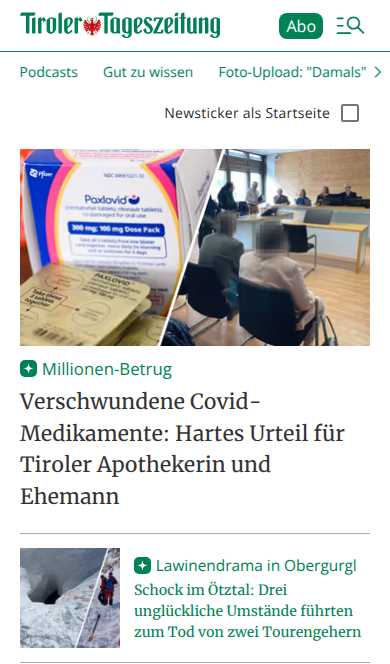 Tiroler Tageszeitung
Abo
Podcasts Gut zu wissen Foto-Upload: "Damals"
Newsticker als Startseite
Pfizer
Paxlovid
300 mg; 100 mg Dose Pack
PAXLOVID
Millionen-Betrug
Verschwundene Covid-
Medikamente: Hartes Urteil für
Tiroler Apothekerin und
Ehemann
Lawinendrama in Obergurgl
Schock im Ötztal: Drei
unglückliche Umstände führten
zum Tod von zwei Tourengehern